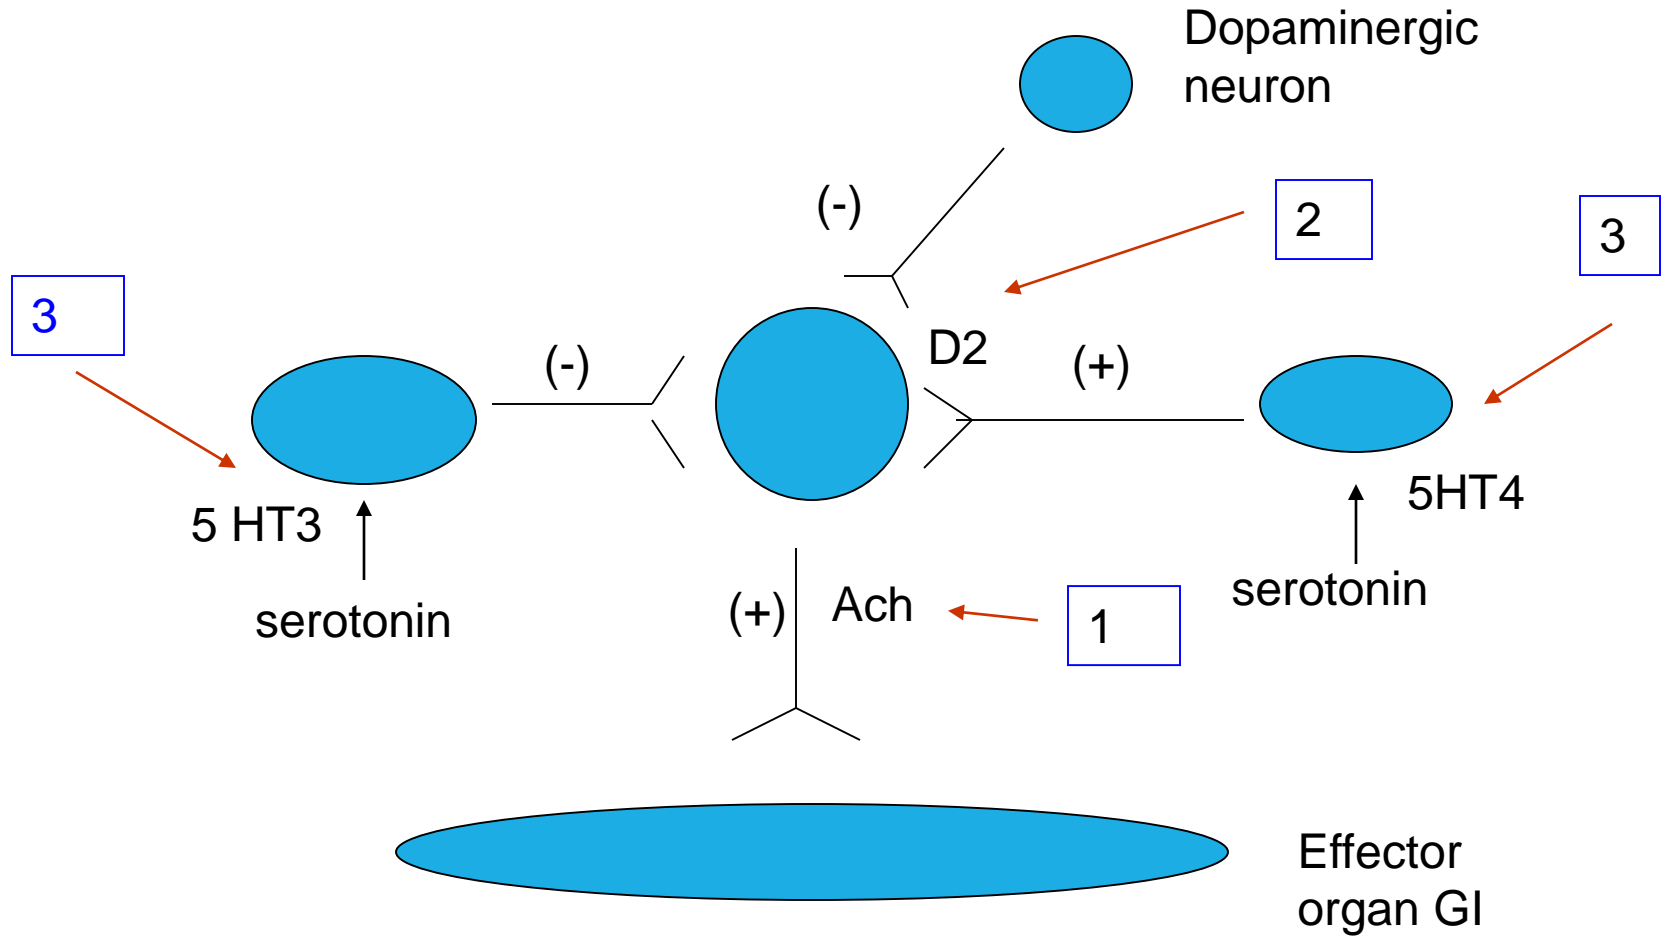 Dopaminergic
neuron
(-)
2
3
3
D2
(-)
(+)
5HT4
5 HT3
serotonin
Ach
(+)
1
serotonin
Effector
organ GI